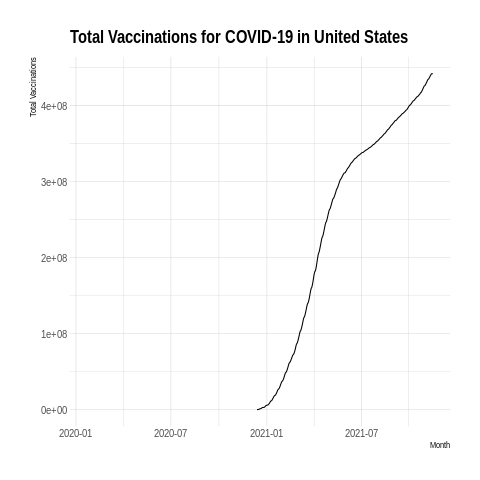 Total Vaccinations for COVID-19 in United States
Total Vaccinations
4e+08
3e+08
2e+08
1e+08
0e+00
2020-01 2020-07 2021-01 2021-07
Month